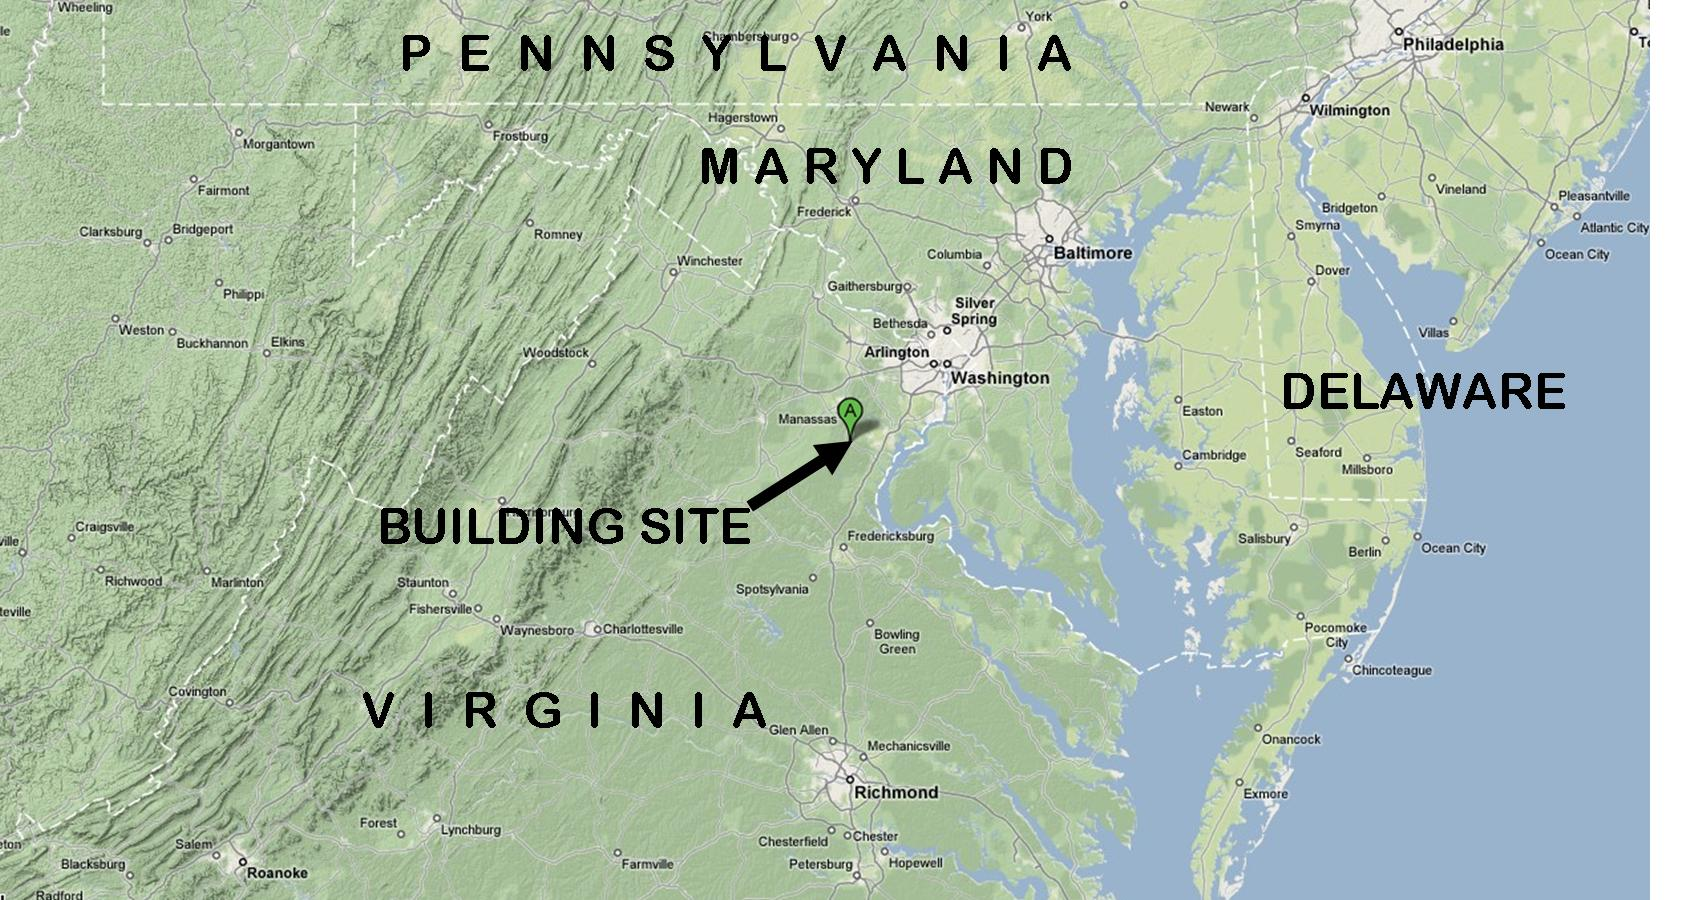 Wheeling
York
Chambersburg
PENNSYLVANIA
Philadelphia
Newark
Wilmington
Hagerstown
Frostburg
Morgantown
MARYLAND
Fairmont
Vineland
Pleasantville
Bridgeton
Frederick
Atlantic City
Smyrna
Clarksburg
Bridgeport
Romney
Baltimore
Columbia
Ocean City
Winchester
Dover
Gaithersburg
Philippi
Silver
Spring
Bethesda
Weston
Buckhannon
Elkins
Villas
Woodstock
Arlington
Washington
DELAWARE
A
Manassas
Easton
Cambridge
Seaford
Millsboro
BUILDING SITE
Craigsville
Fredericksburg
Salisbury
Berlin
Ocean City
Richwood
Marlinton
Staunton
Spotsylvania
Fishersville
Waynesboro
Charlottesville
Bowling
Green
Pocomoke
City
Chincoteague
Covington
VIRGINIA
Glen Allen
Mechanicsville
Onancock
Richmond
Exmore
Forest
Lynchburg
Chesterfield
Chester
Salem
Roanoke
Blacksburg
Farmville
Petersburg
Hopewell
Radford